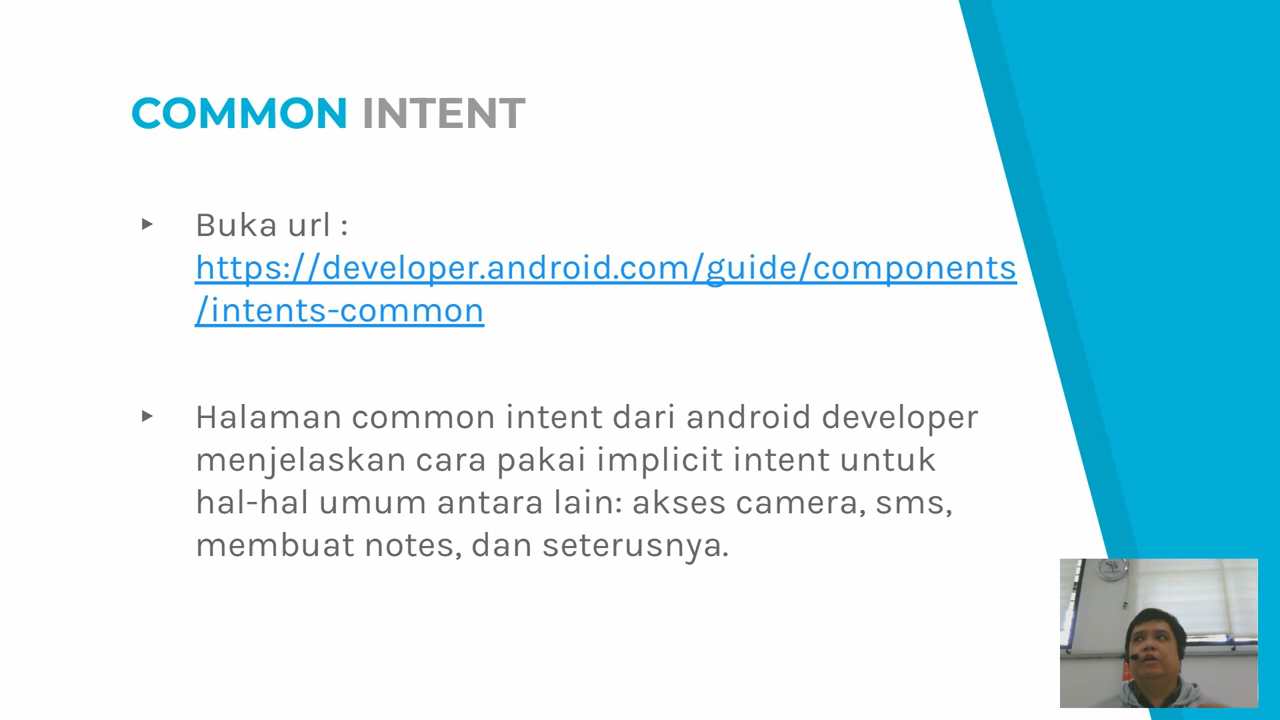 COMMON INTENT
Buka url :
https://developer.android.com/guide/components
/intents-common
Halaman common intent dari android developer
menjelaskan cara pakai implicit intent untuk
hal-hal umum antara lain: akses camera, sms,
membuat notes, dan seterusnya.